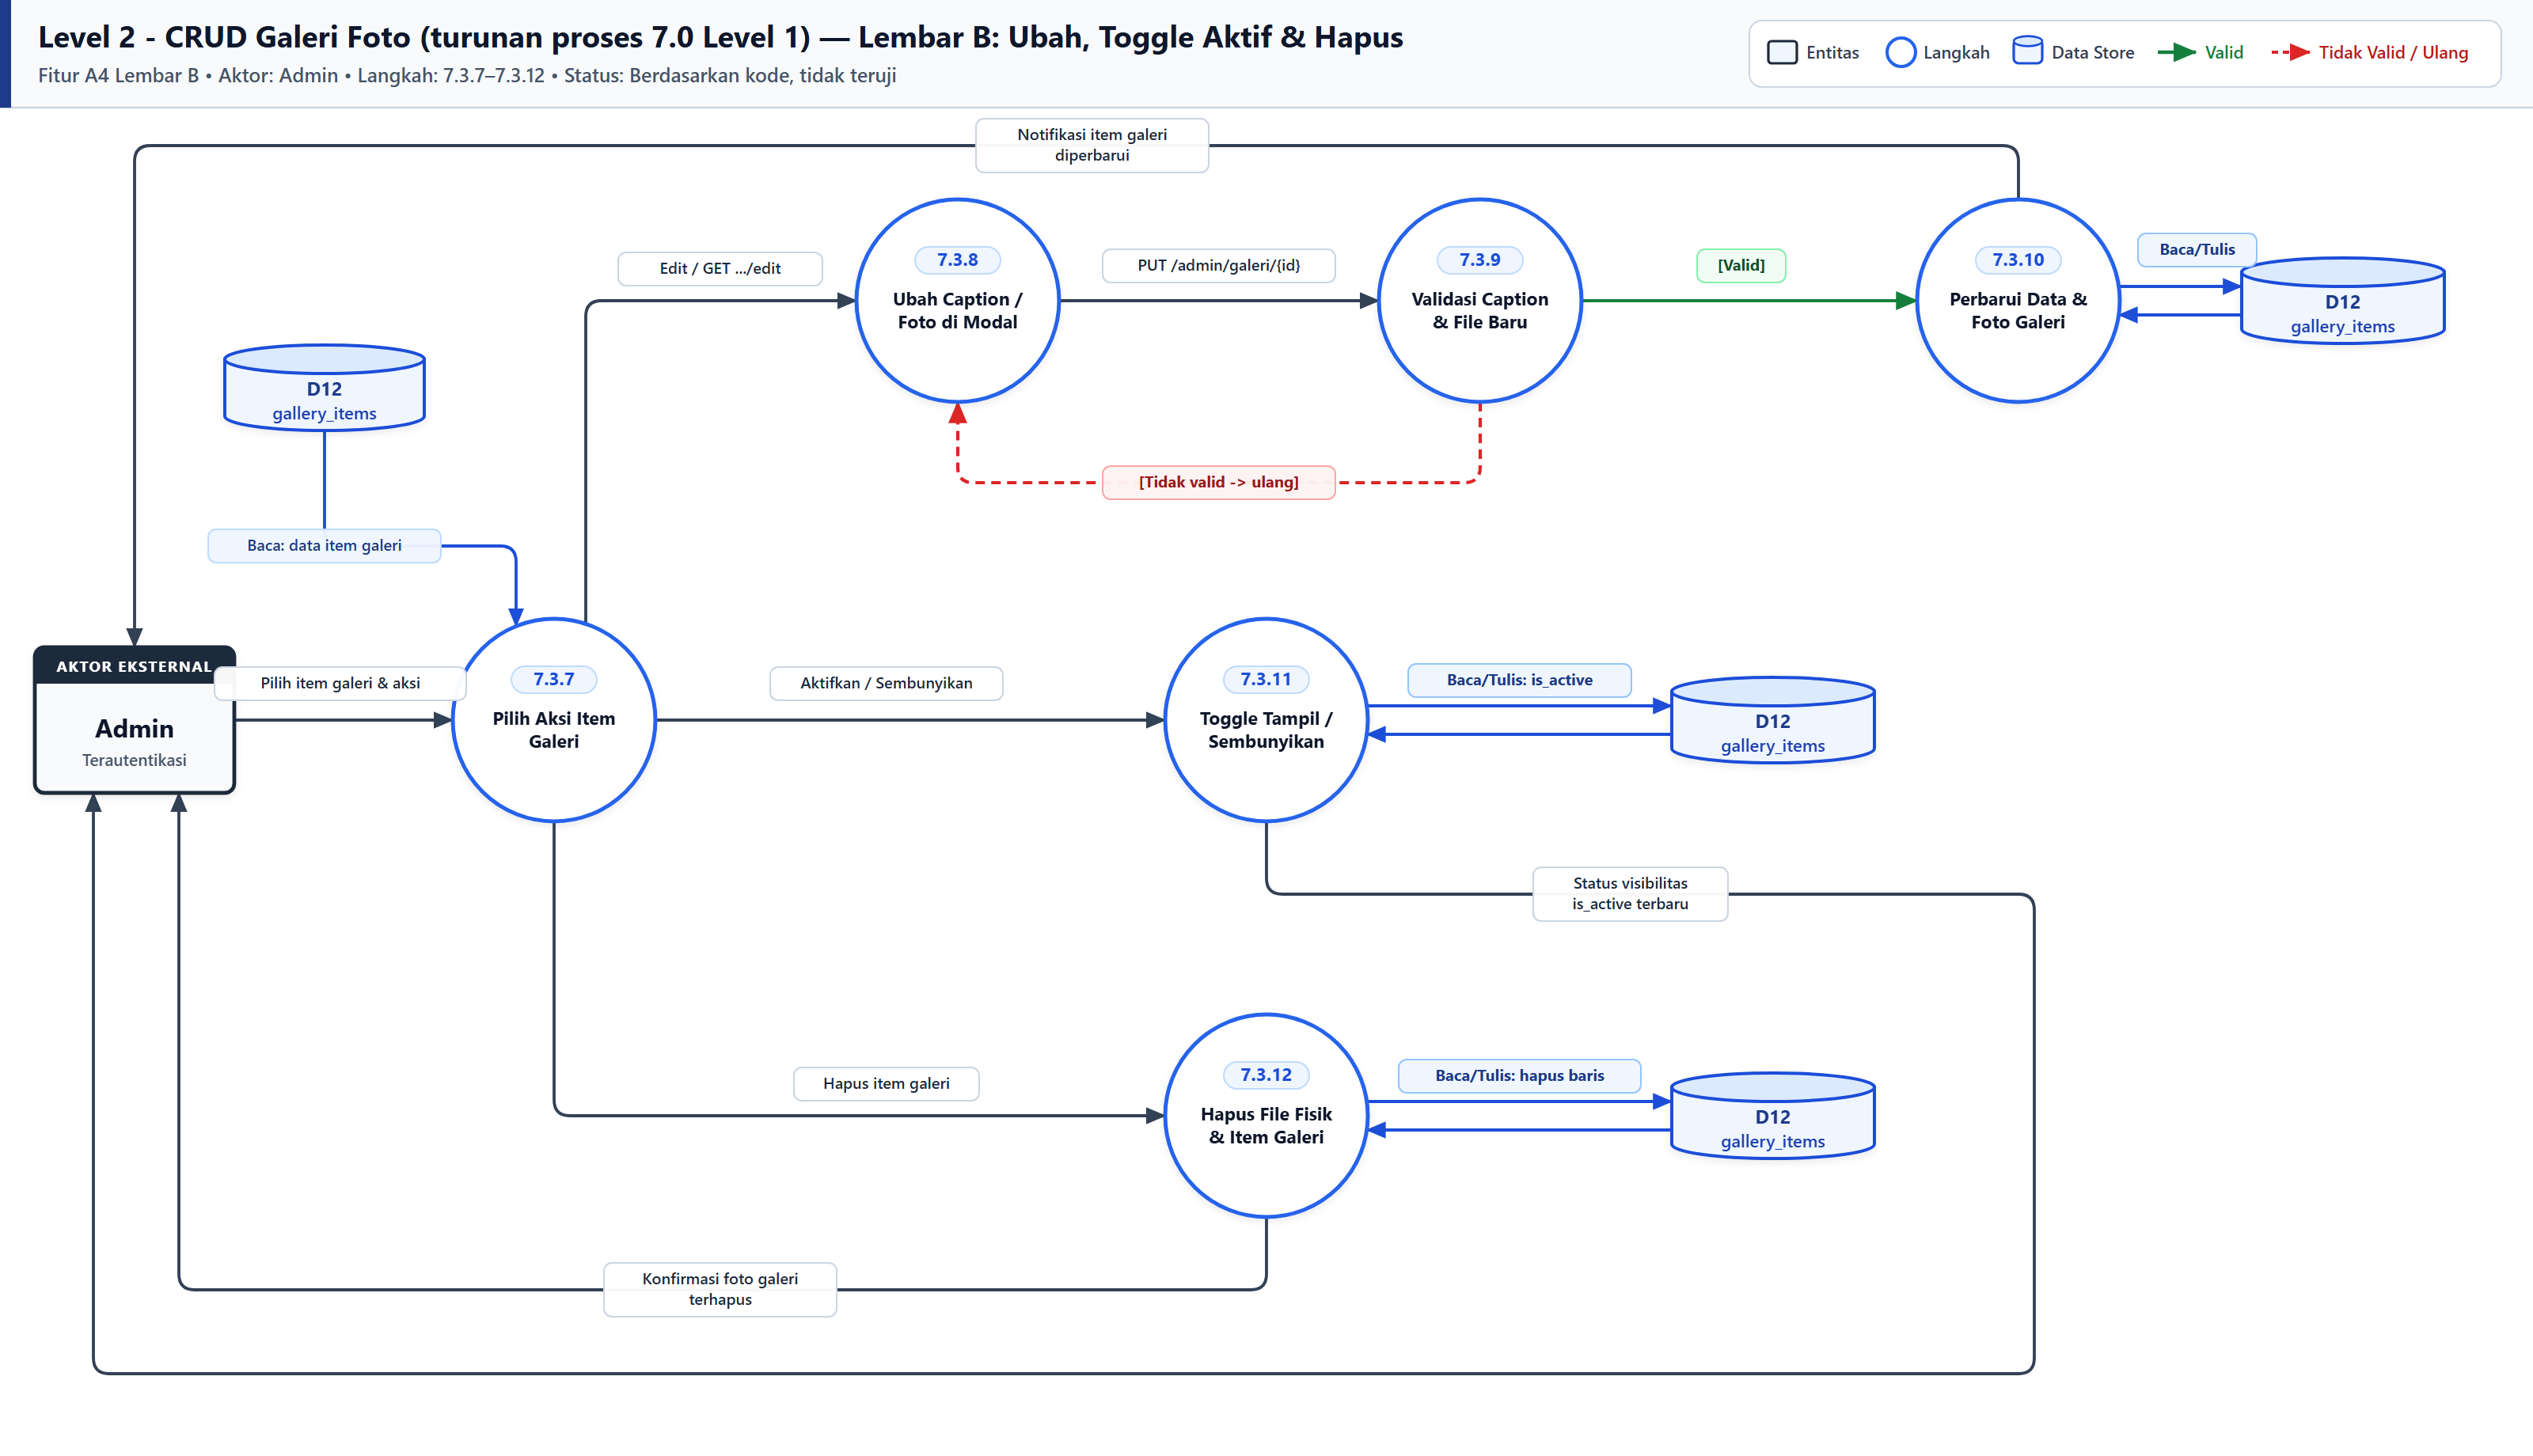 Level 2 - CRUD Galeri Foto (turunan proses 7.0 Level 1) — Lembar B: Ubah, Toggle Aktif & Hapus
Fitur A4 Lembar B • Aktor: Admin • Langkah: 7.3.7–7.3.12 • Status: Berdasarkan kode, tidak teruji
Entitas
Langkah
Data Store
Valid
Tidak Valid / Ulang
Notifikasi item galeri
diperbarui
Edit / GET .../edit
7.3.8
Ubah Caption /
Foto di Modal
PUT /admin/galeri/{id}
7.3.9
Validasi Caption
& File Baru
[Valid]
7.3.10
Perbarui Data &
Foto Galeri
Baca/Tulis
D12
gallery_items
D12
gallery_items
[Tidak valid -> ulang]
Baca: data item galeri
AKTOR EKSTERNAL
Admin
Terautentikasi
Pilih item galeri & aksi
7.3.7
Pilih Aksi Item
Galeri
Aktifkan / Sembunyikan
7.3.11
Toggle Tampil /
Sembunyikan
Baca/Tulis: is_active
D12
gallery_items
Status visibilitas
is_active terbaru
Hapus item galeri
7.3.12
Hapus File Fisik
& Item Galeri
Baca/Tulis: hapus baris
D12
gallery_items
Konfirmasi foto galeri
terhapus